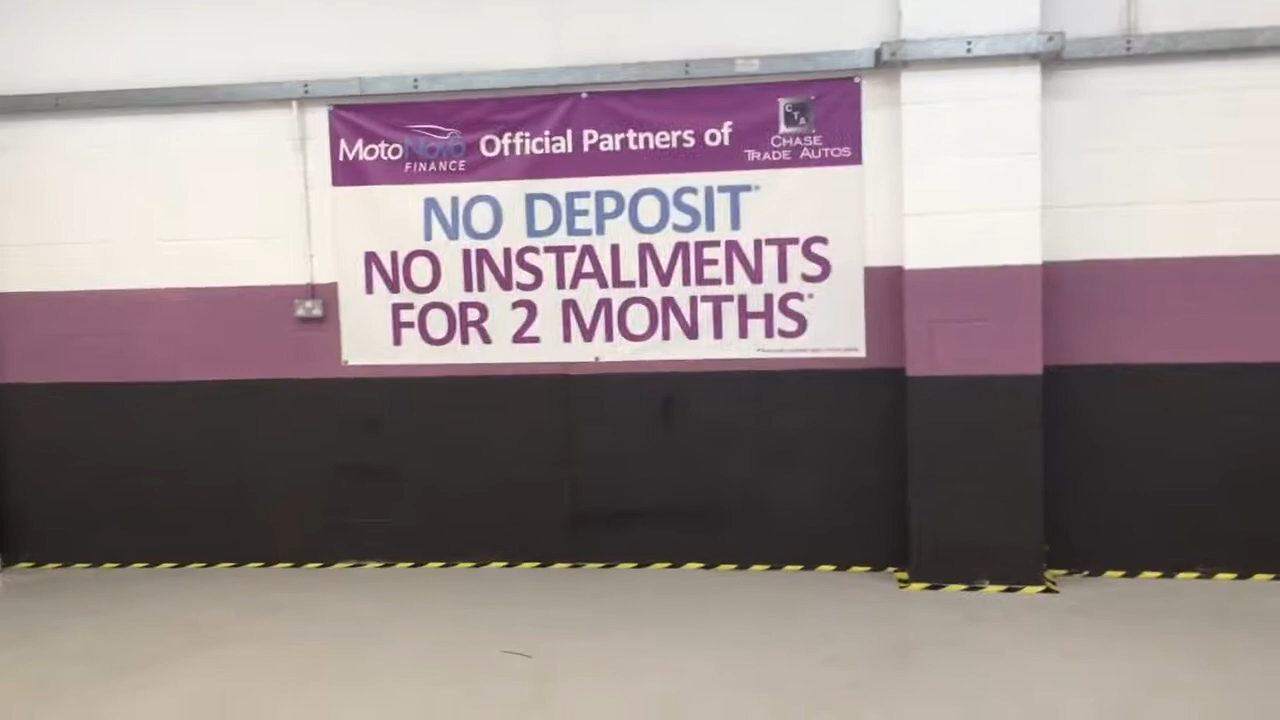 MotoNovo FINANCE
Official Partners of
CTA
CHASE
TRADE AUTOS
NO DEPOSIT*
NO INSTALMENTS
FOR 2 MONTHS*